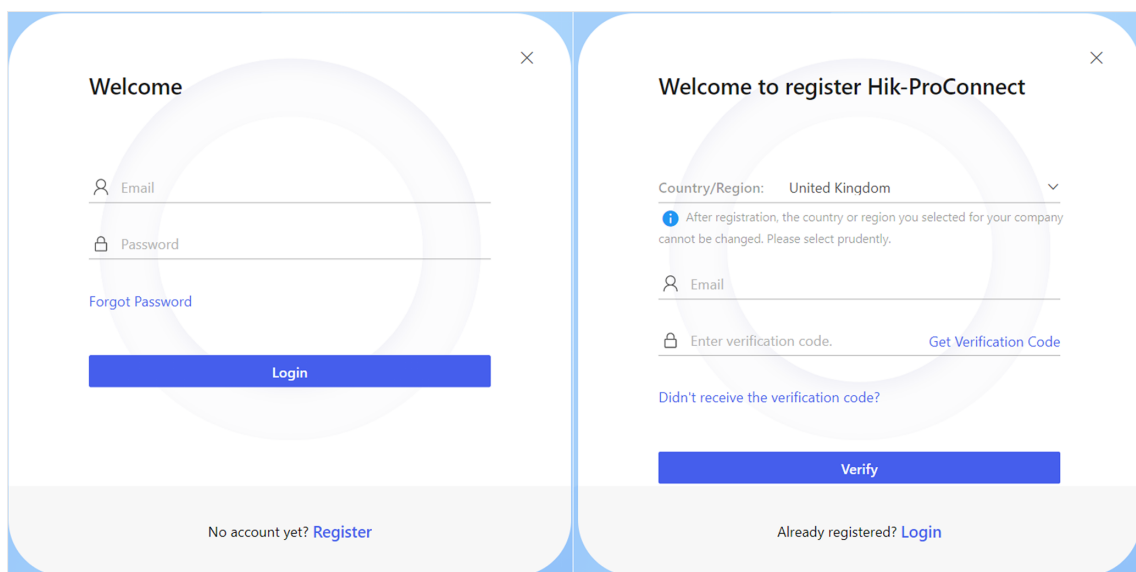 Welcome
Email
Password
Forgot Password
Login
No account yet? Register
Welcome to register Hik-ProConnect
Country/Region: United Kingdom
After registration, the country or region you selected for your company
cannot be changed. Please select prudently.
Email
Enter verification code. Get Verification Code
Didn't receive the verification code?
Verify
Already registered? Login